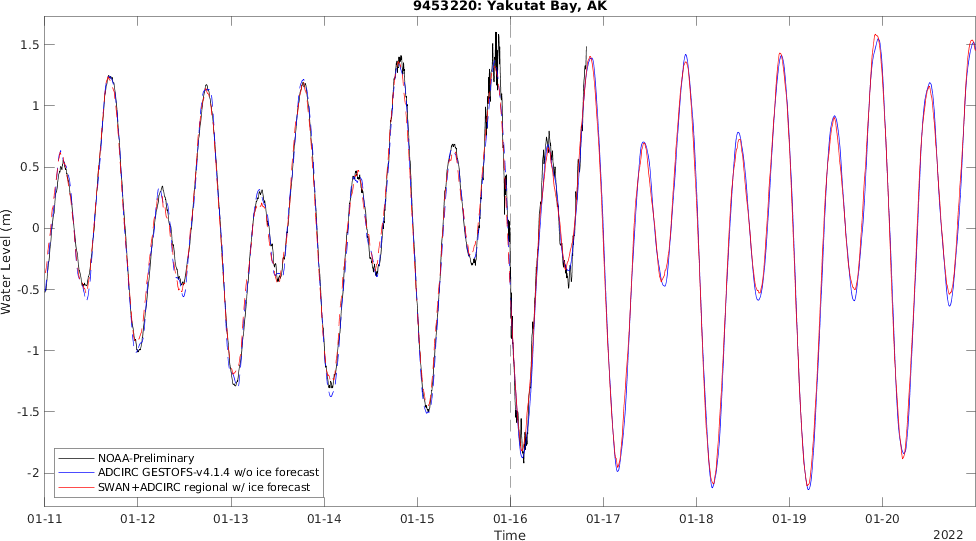 9453220: Yakutat Bay, AK
Water Level (m)
1.5
1
0.5
0
-0.5
-1
-1.5
-2
NOAA-Preliminary
ADCIRC GESTOFS-v4.1.4 w/o ice forecast
SWAN+ADCIRC regional w/ ice forecast
01-11 01-12 01-13 01-14 01-15 01-16 01-17 01-18 01-19 01-20
Time
2022